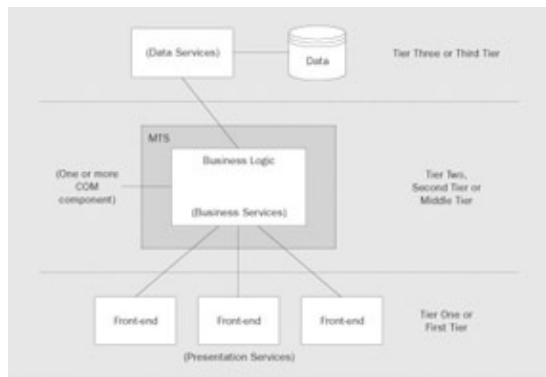 (Data Services)
Data
Tier Three or Third Tier
MTS
Business Logic
(One or more
COM
component)
Tier Two,
Second Tier or
Middle Tier
(Business Services)
Front-end
Front-end
Front-end
Tier One or
First Tier
(Presentation Services)